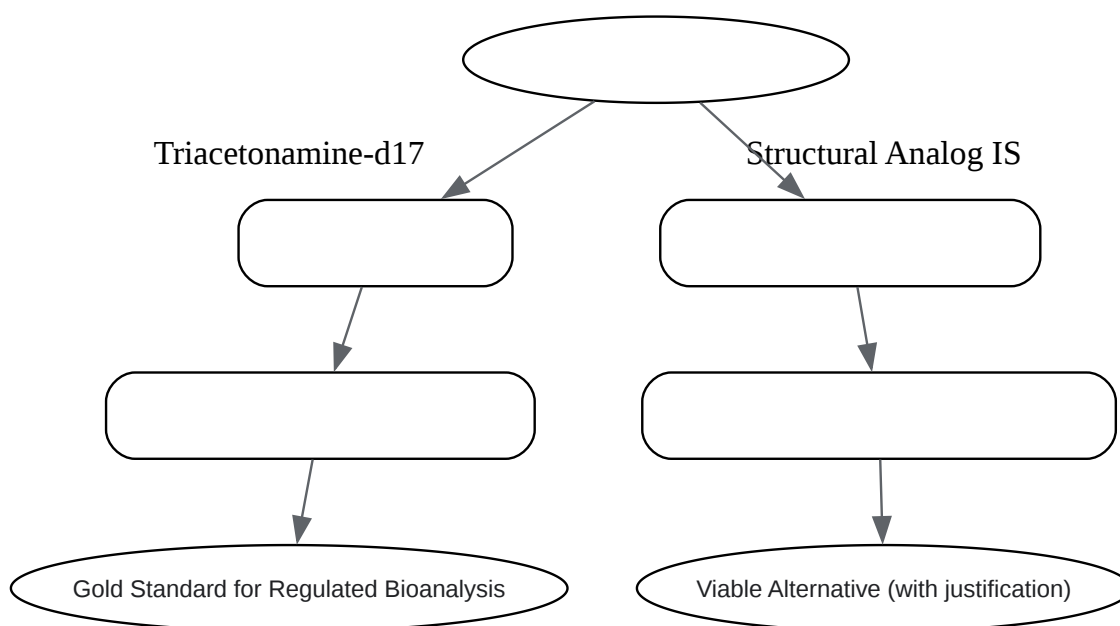 Triacetonamine-d17
Structural Analog IS
Gold Standard for Regulated Bioanalysis
Viable Alternative (with justification)